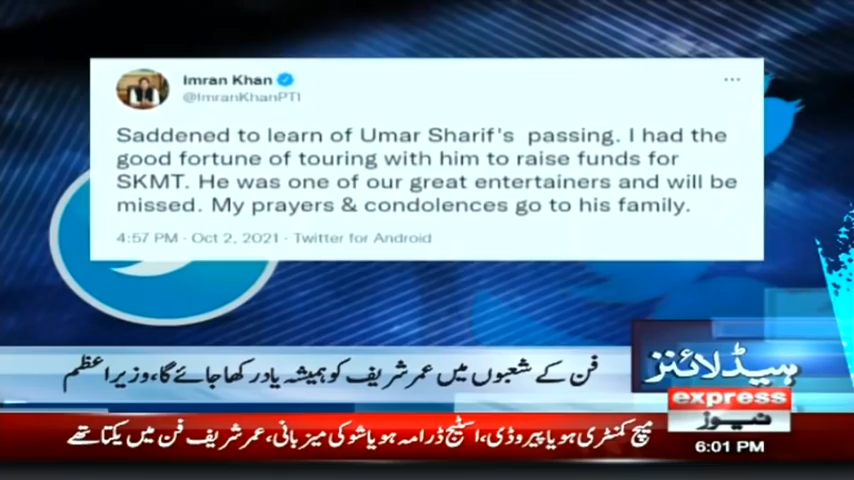 Imran Khan
@ImranKhanPTI
Saddened to learn of Umar Sharif's passing. I had the
good fortune of touring with him to raise funds for
SKMT. He was one of our great entertainers and will be
missed. My prayers & condolences go to his family.
4:57 PM · Oct 2, 2021 · Twitter for Android
فن کے شعبوں میں عمر شریف کو ہمیشہ یاد رکھا جائے گا، وزیراعظم
ہیڈلائنز
express
نیوز
میچ کمنٹری ہو یا پیروڈی، اسٹیج ڈرامہ ہو یا شو کی میزبانی، عمر شریف فن میں یکتا تھے
6:01 PM